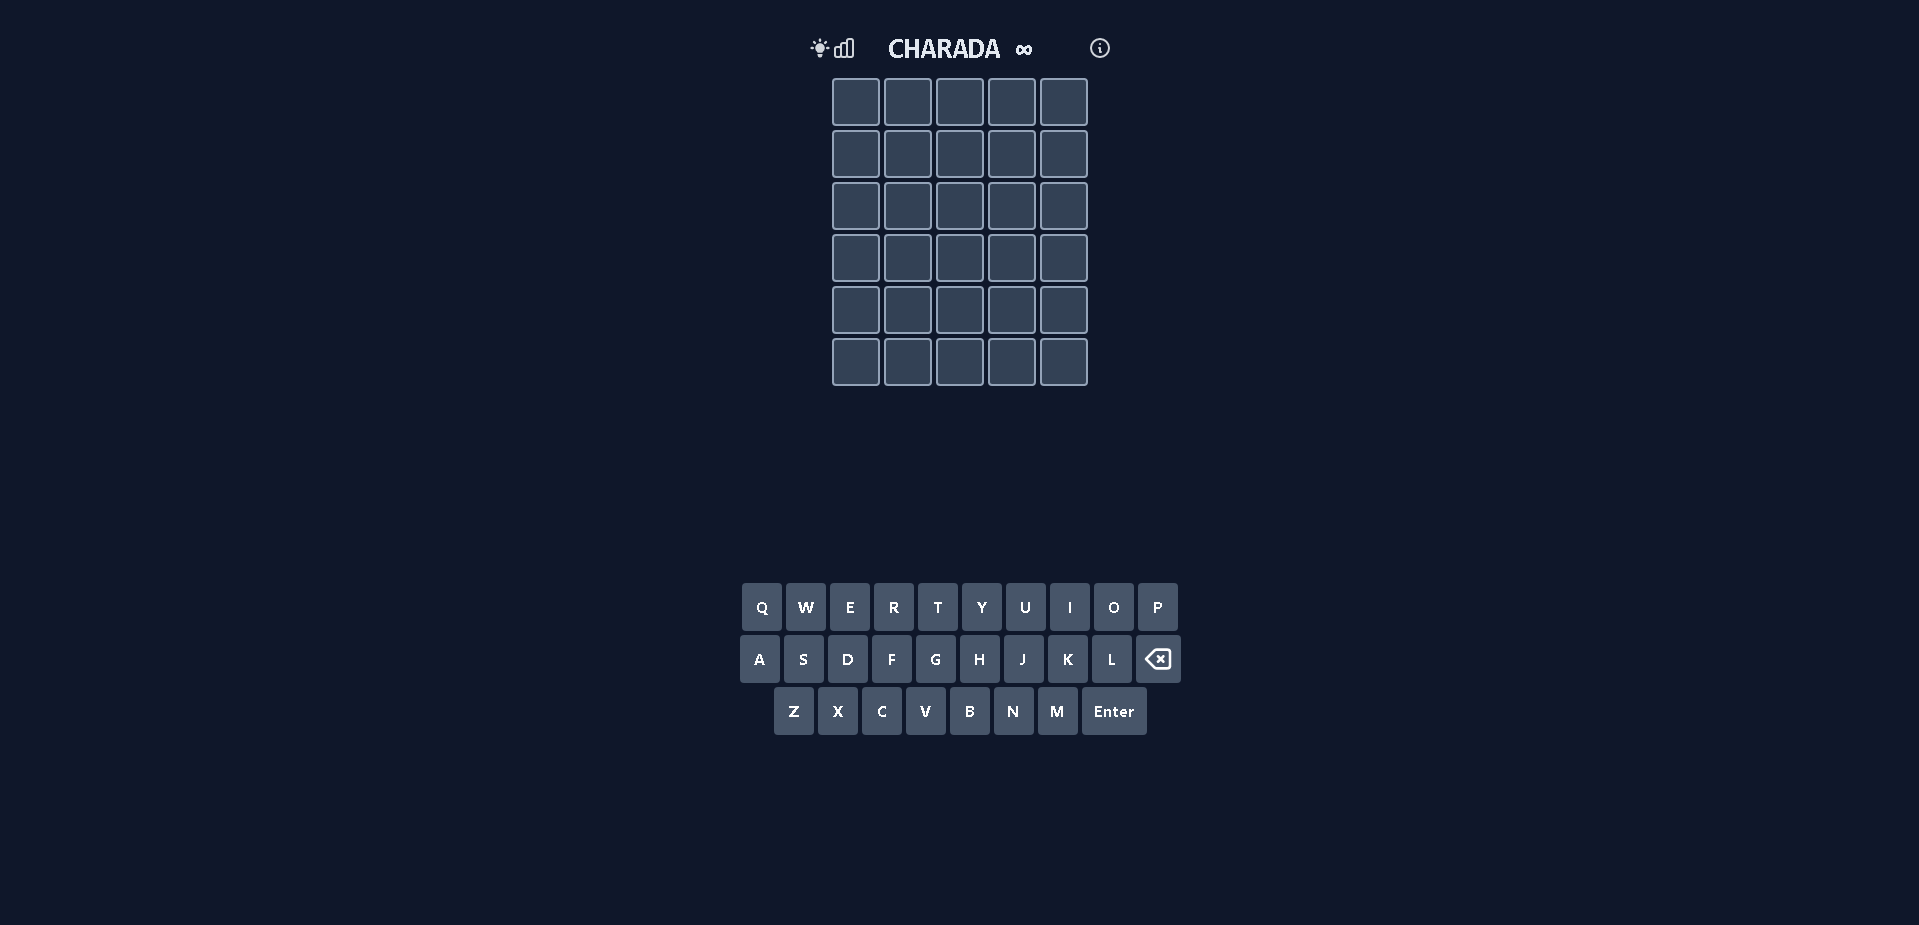 CHARADA ∞
Q W E R T Y U I O P
A S D F G H J K L
Z X C V B N M Enter